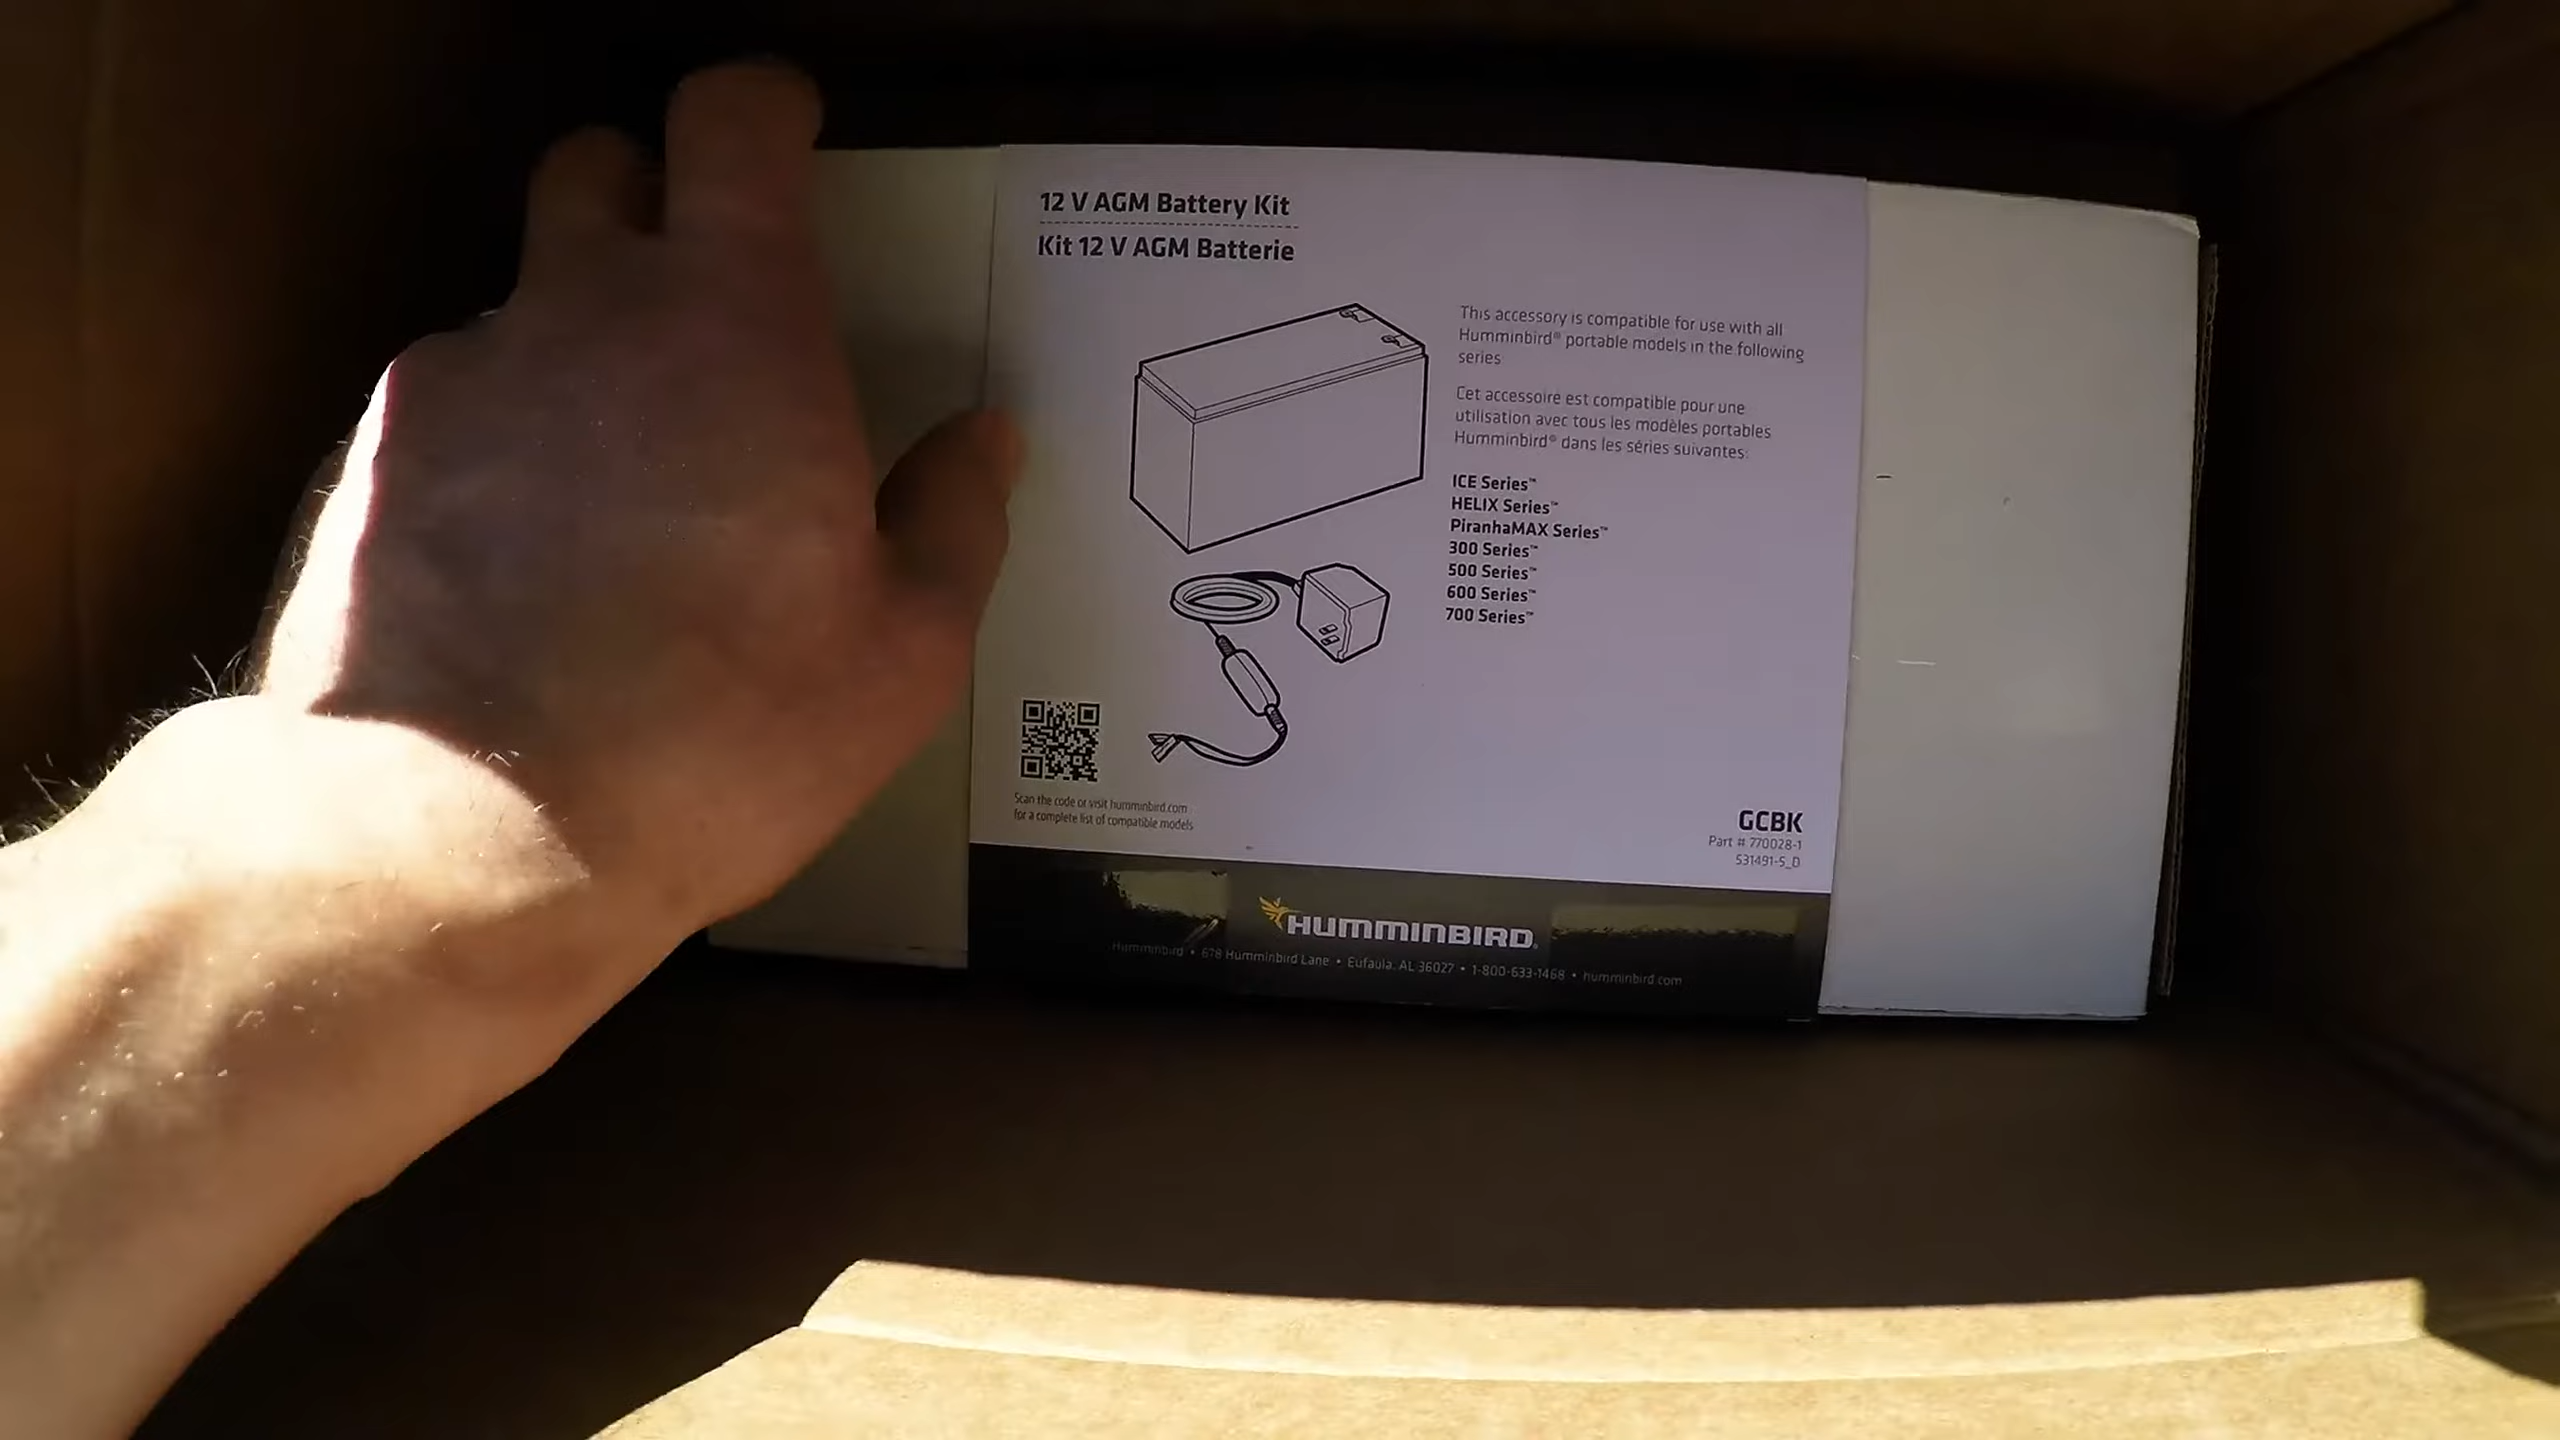 12 V AGM Battery Kit
Kit 12 V AGM Batterie
This accessory is compatible for use with all
Humminbird® portable models in the following
series
Cet accessoire est compatible pour une
utilisation avec tous les modèles portables
Humminbird® dans les séries suivantes:
ICE Series™
HELIX Series™
PiranhaMAX Series™
300 Series™
500 Series™
600 Series™
700 Series™
Scan the code or visit humminbird.com
for a complete list of compatible models
GCBK
Part # 770028-1
531491-5_D
HUMMINBIRD®
Humminbird • 678 Humminbird Lane • Eufaula, AL 36027 • 1-800-633-1468 • humminbird.com